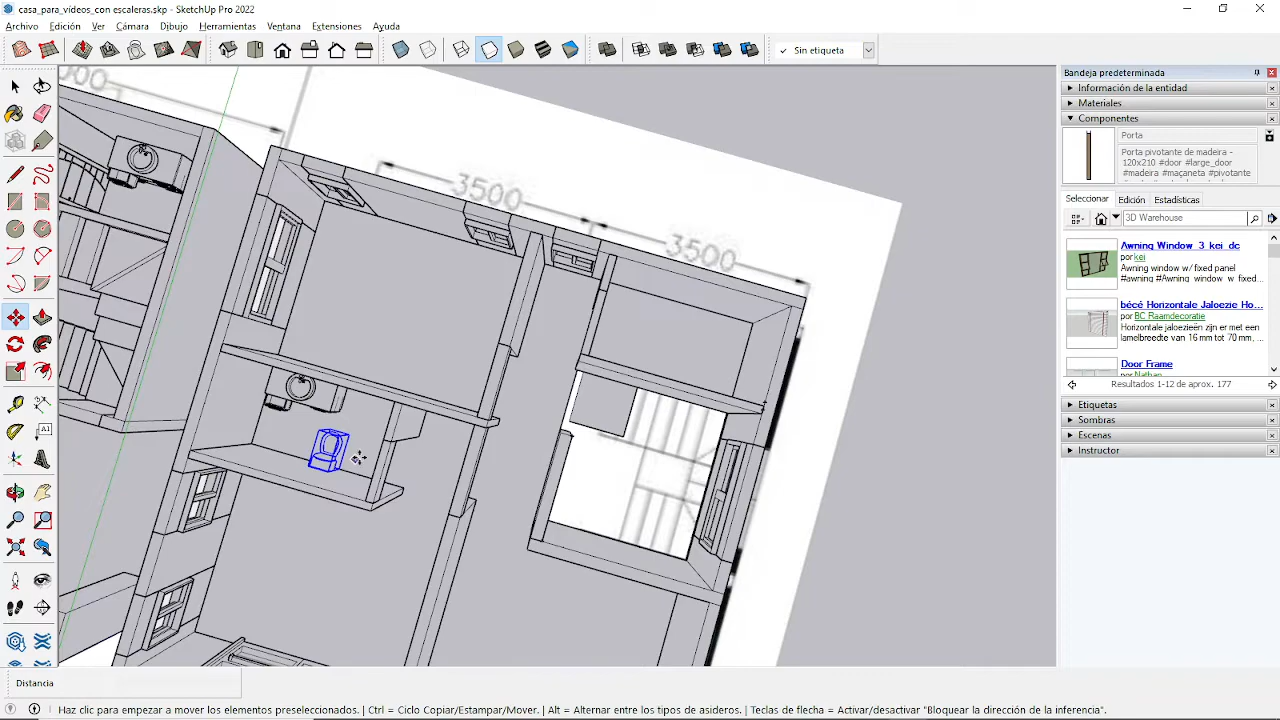 casa_para_vídeos_con escaleras.skp - SketchUp Pro 2022
Archivo Edición Ver Cámara Dibujo Herramientas Ventana Extensiones Ayuda
Sin etiqueta
Bandeja predeterminada
Información de la entidad
Materiales
Componentes
Porta
Porta pivotante de madeira -
120x210 #door #large_door
#madeira #maçaneta #pivotante
Seleccionar Edición Estadísticas
3D Warehouse
Awning Window_3_kei_dc
por kei
Awning window w/ fixed panel
#awning #Awning_window_w_fixed...
bécé Horizontale Jaloezie Ho...
por BC Raamdecoratie
Horizontale jaloezieën zijn er met een
lamelbreedte van 16 mm tot 70 mm, ...
Door Frame
por Nathan
Resultados 1-12 de aprox. 177
Etiquetas
Sombras
Escenas
Instructor
3500
3500
A1
Distancia
Haz clic para empezar a mover los elementos preseleccionados. | Ctrl = Ciclo Copiar/Estampar/Mover. | Alt = Alternar entre los tipos de asideros. | Teclas de flecha = Activar/desactivar "Bloquear la dirección de la inferencia".